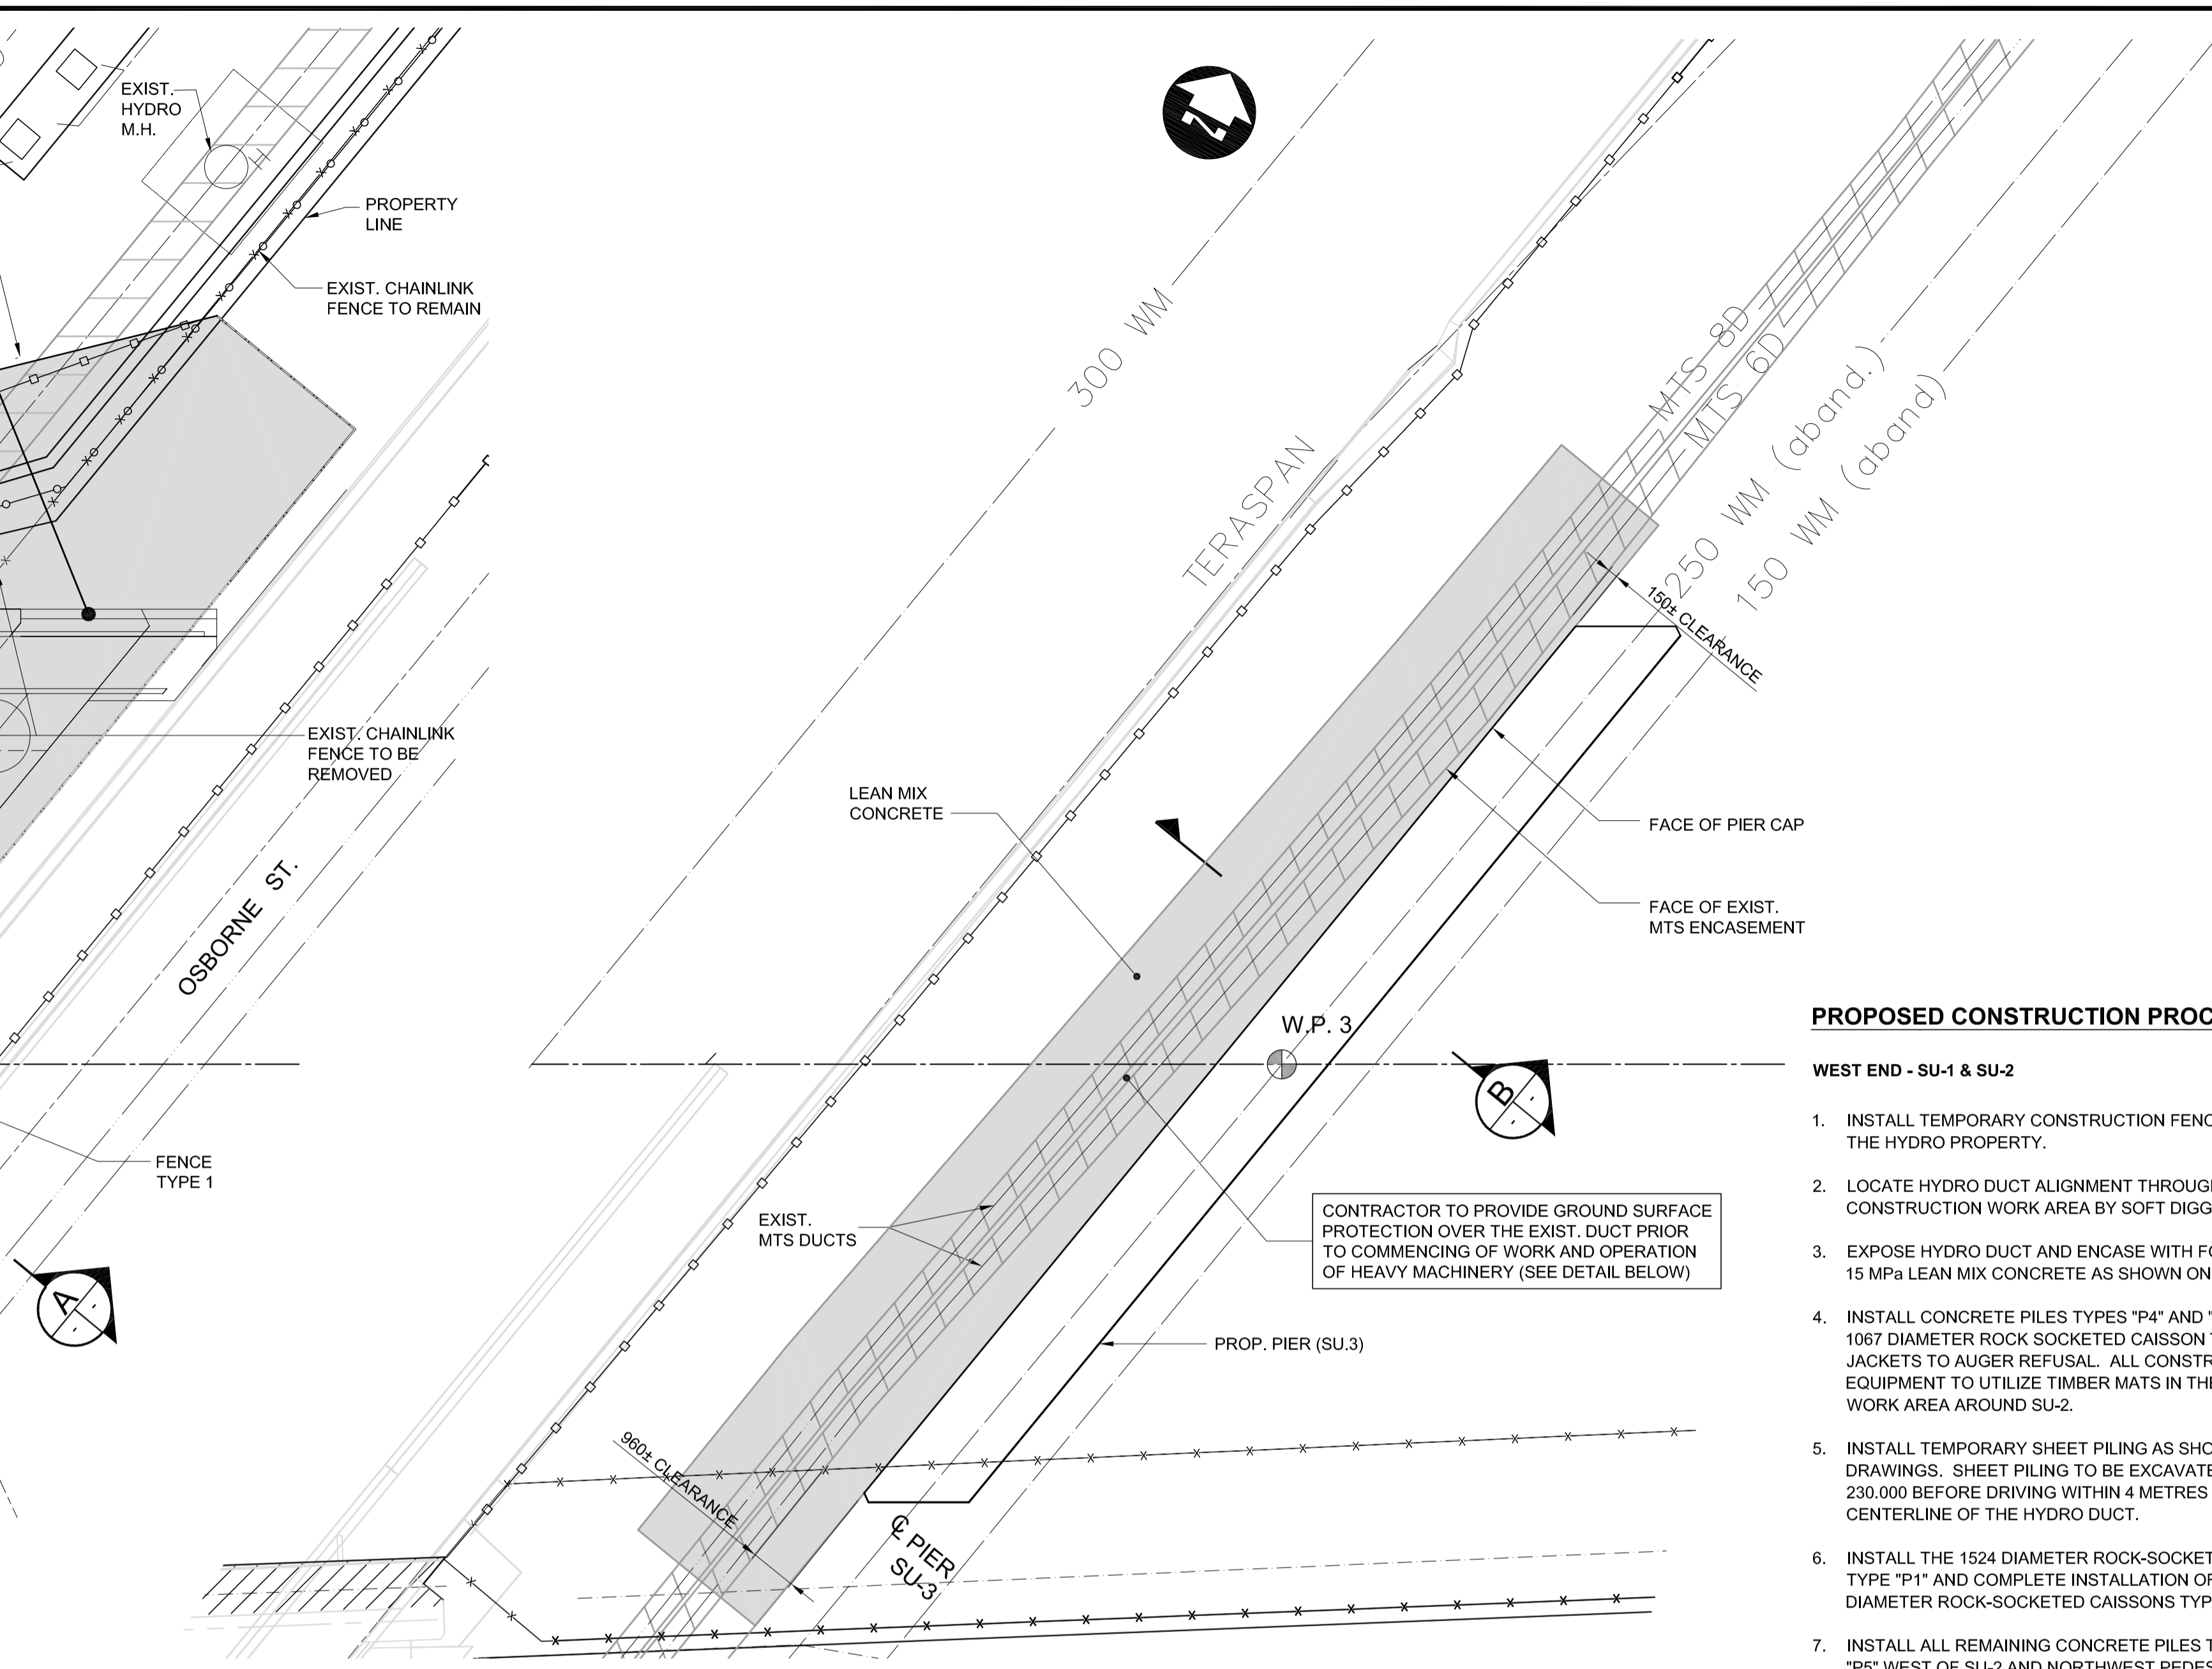 EXIST.
HYDRO
M.H.
H
PROPERTY
LINE
EXIST. CHAINLINK
FENCE TO REMAIN
EXIST. CHAINLINK
FENCE TO BE
REMOVED
OSBORNE ST.
FENCE
TYPE 1
A
-
-
N
300 WM
TERASPAN
MTS 8D
MTS 6D
250 WM (aband.)
150 WM (aband)
150± CLEARANCE
LEAN MIX
CONCRETE
FACE OF PIER CAP
FACE OF EXIST.
MTS ENCASEMENT
W.P. 3
B
-
-
EXIST.
MTS DUCTS
CONTRACTOR TO PROVIDE GROUND SURFACE
PROTECTION OVER THE EXIST. DUCT PRIOR
TO COMMENCING OF WORK AND OPERATION
OF HEAVY MACHINERY (SEE DETAIL BELOW)
PROP. PIER (SU.3)
960± CLEARANCE
℄ PIER
SU-3
PROPOSED CONSTRUCTION PROC
WEST END - SU-1 & SU-2
1. INSTALL TEMPORARY CONSTRUCTION FENC
THE HYDRO PROPERTY.
2. LOCATE HYDRO DUCT ALIGNMENT THROUG
CONSTRUCTION WORK AREA BY SOFT DIGG
3. EXPOSE HYDRO DUCT AND ENCASE WITH FO
15 MPa LEAN MIX CONCRETE AS SHOWN ON
4. INSTALL CONCRETE PILES TYPES "P4" AND "
1067 DIAMETER ROCK SOCKETED CAISSON T
JACKETS TO AUGER REFUSAL. ALL CONSTR
EQUIPMENT TO UTILIZE TIMBER MATS IN THE
WORK AREA AROUND SU-2.
5. INSTALL TEMPORARY SHEET PILING AS SHO
DRAWINGS. SHEET PILING TO BE EXCAVATE
230.000 BEFORE DRIVING WITHIN 4 METRES
CENTERLINE OF THE HYDRO DUCT.
6. INSTALL THE 1524 DIAMETER ROCK-SOCKET
TYPE "P1" AND COMPLETE INSTALLATION OF
DIAMETER ROCK-SOCKETED CAISSONS TYP
7. INSTALL ALL REMAINING CONCRETE PILES T
"P5" WEST OF SU-2 AND NORTHWEST PEDES